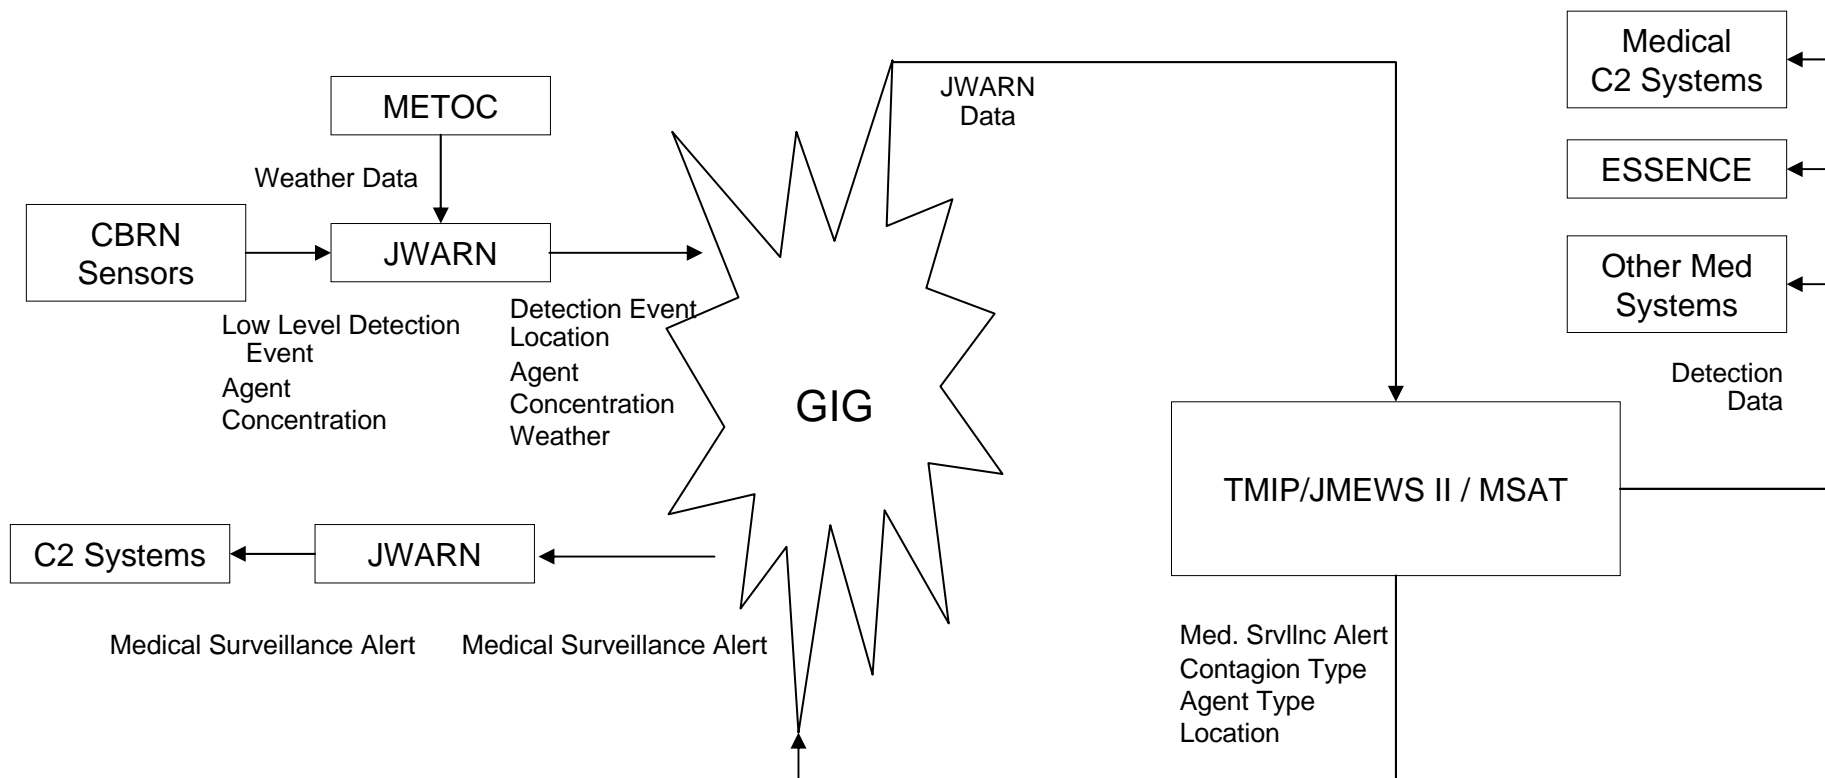 Medical
C2 Systems
METOC
JWARN
Data
Weather Data
ESSENCE
CBRN
Sensors
JWARN
Other Med
Systems
Low Level Detection
Event
Agent
Concentration
Detection Event
Location
Agent
Concentration
Weather
GIG
Detection
Data
TMIP/JMEWS II / MSAT
C2 Systems
JWARN
Medical Surveillance Alert
Medical Surveillance Alert
Med. Srvllnc Alert
Contagion Type
Agent Type
Location